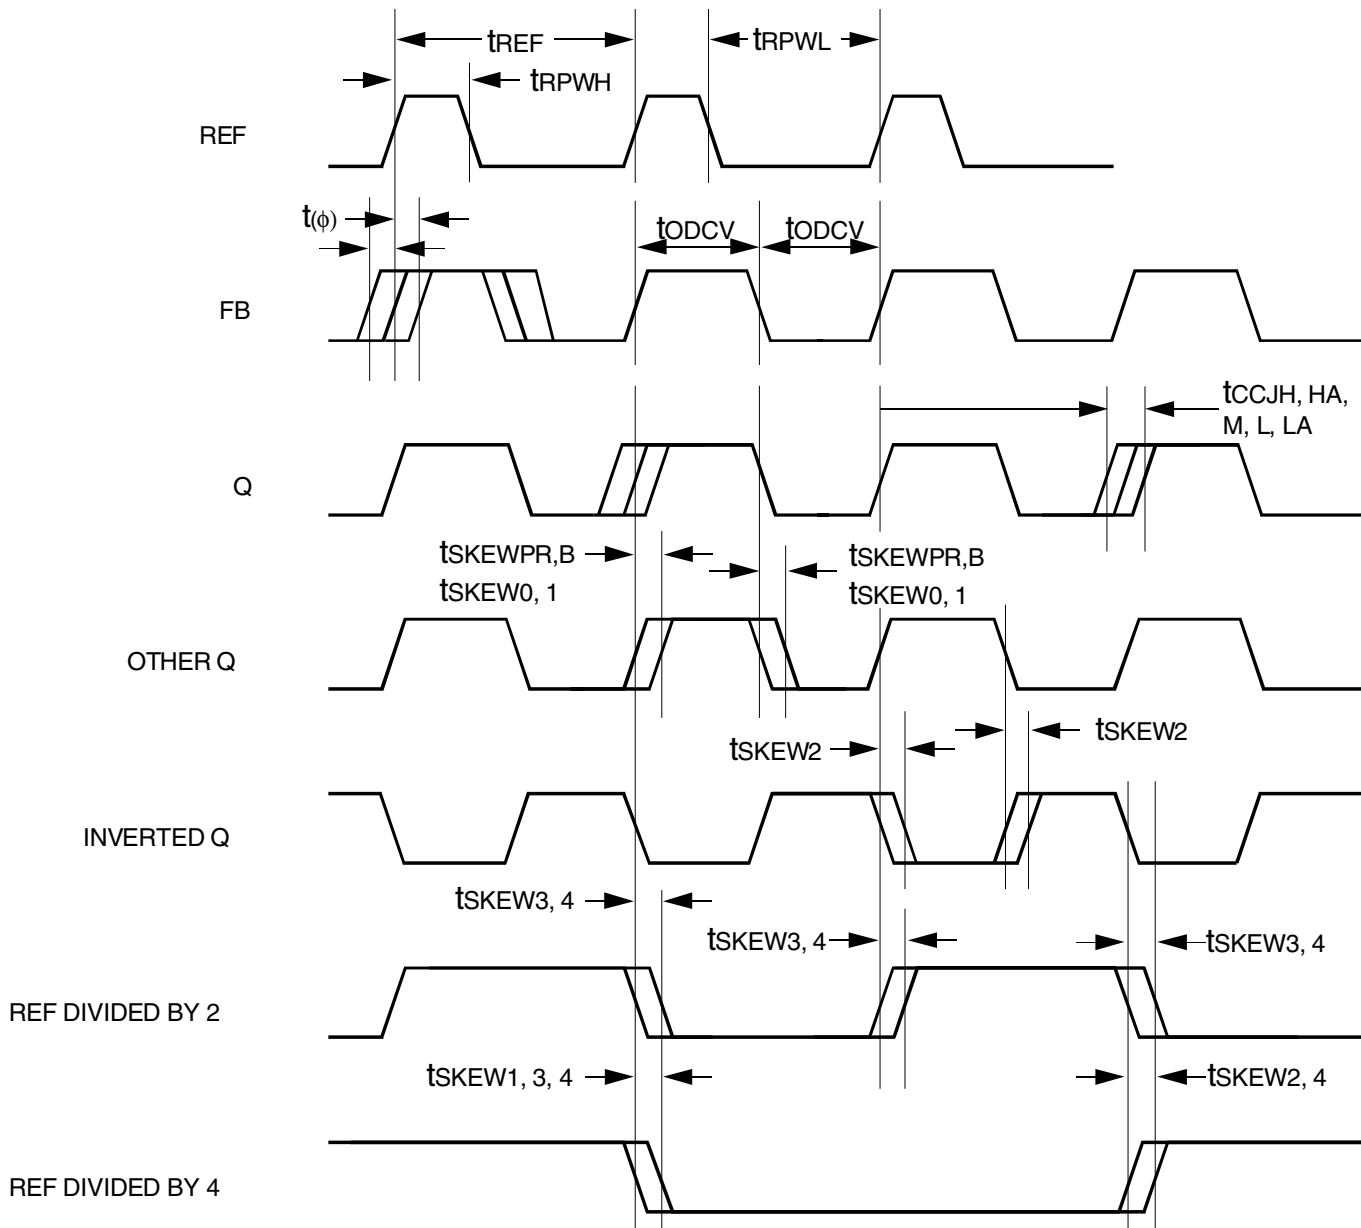 tREF
tRPWL
tRPWH
REF
t(ϕ)
tODCV
tODCV
FB
tCCJH, HA,
M, L, LA
Q
tSKEWPR,B
tSKEW0, 1
tSKEWPR,B
tSKEW0, 1
OTHER Q
tSKEW2
tSKEW2
INVERTED Q
tSKEW3, 4
tSKEW3, 4
tSKEW3, 4
REF DIVIDED BY 2
tSKEW1, 3, 4
tSKEW2, 4
REF DIVIDED BY 4